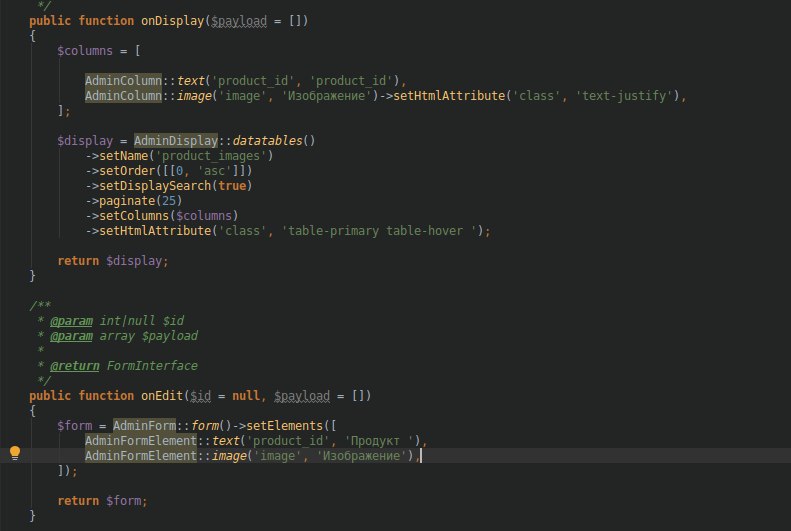 */
public function onDisplay($payload = [])
{
$columns = [
AdminColumn::text('product_id', 'product_id'),
AdminColumn::image('image', 'Изображение')->setHtmlAttribute('class', 'text-justify'),
];
$display = AdminDisplay::datatables()
->setName('product_images')
->setOrder([[0, 'asc']])
->setDisplaySearch(true)
->paginate(25)
->setColumns($columns)
->setHtmlAttribute('class', 'table-primary table-hover ');
return $display;
}
/**
* @param int|null $id
* @param array $payload
*
* @return FormInterface
*/
public function onEdit($id = null, $payload = [])
{
$form = AdminForm::form()->setElements([
AdminFormElement::text('product_id', 'Продукт '),
AdminFormElement::image('image', 'Изображение'),
]);
return $form;
}